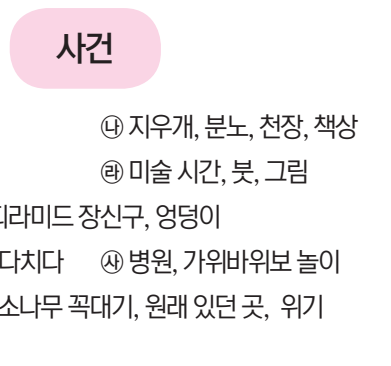 사건
㉯ 지우개, 분노, 천장, 책상
㉱ 미술 시간, 붓, 그림
피라미드 장신구, 엉덩이
다치다 ㉴ 병원, 가위바위보 놀이
소나무 꼭대기, 원래 있던 곳, 위기